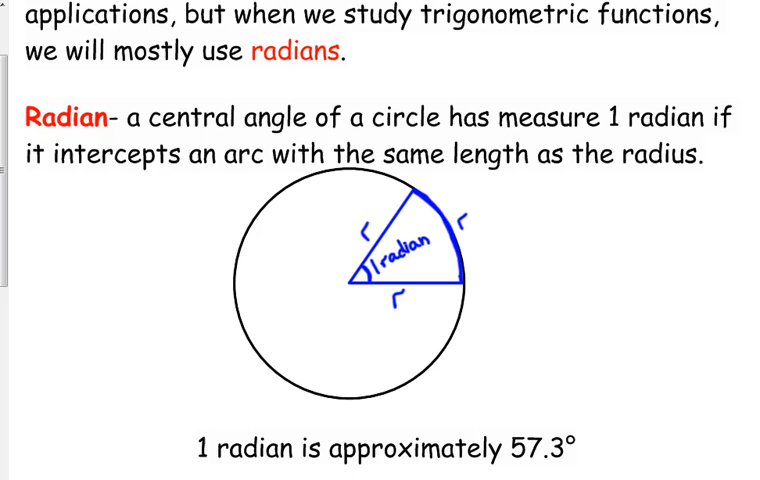 applications, but when we study trigonometric functions,
we will mostly use radians.
Radian- a central angle of a circle has measure 1 radian if
it intercepts an arc with the same length as the radius.
r
r
1 radian
r
1 radian is approximately 57.3°